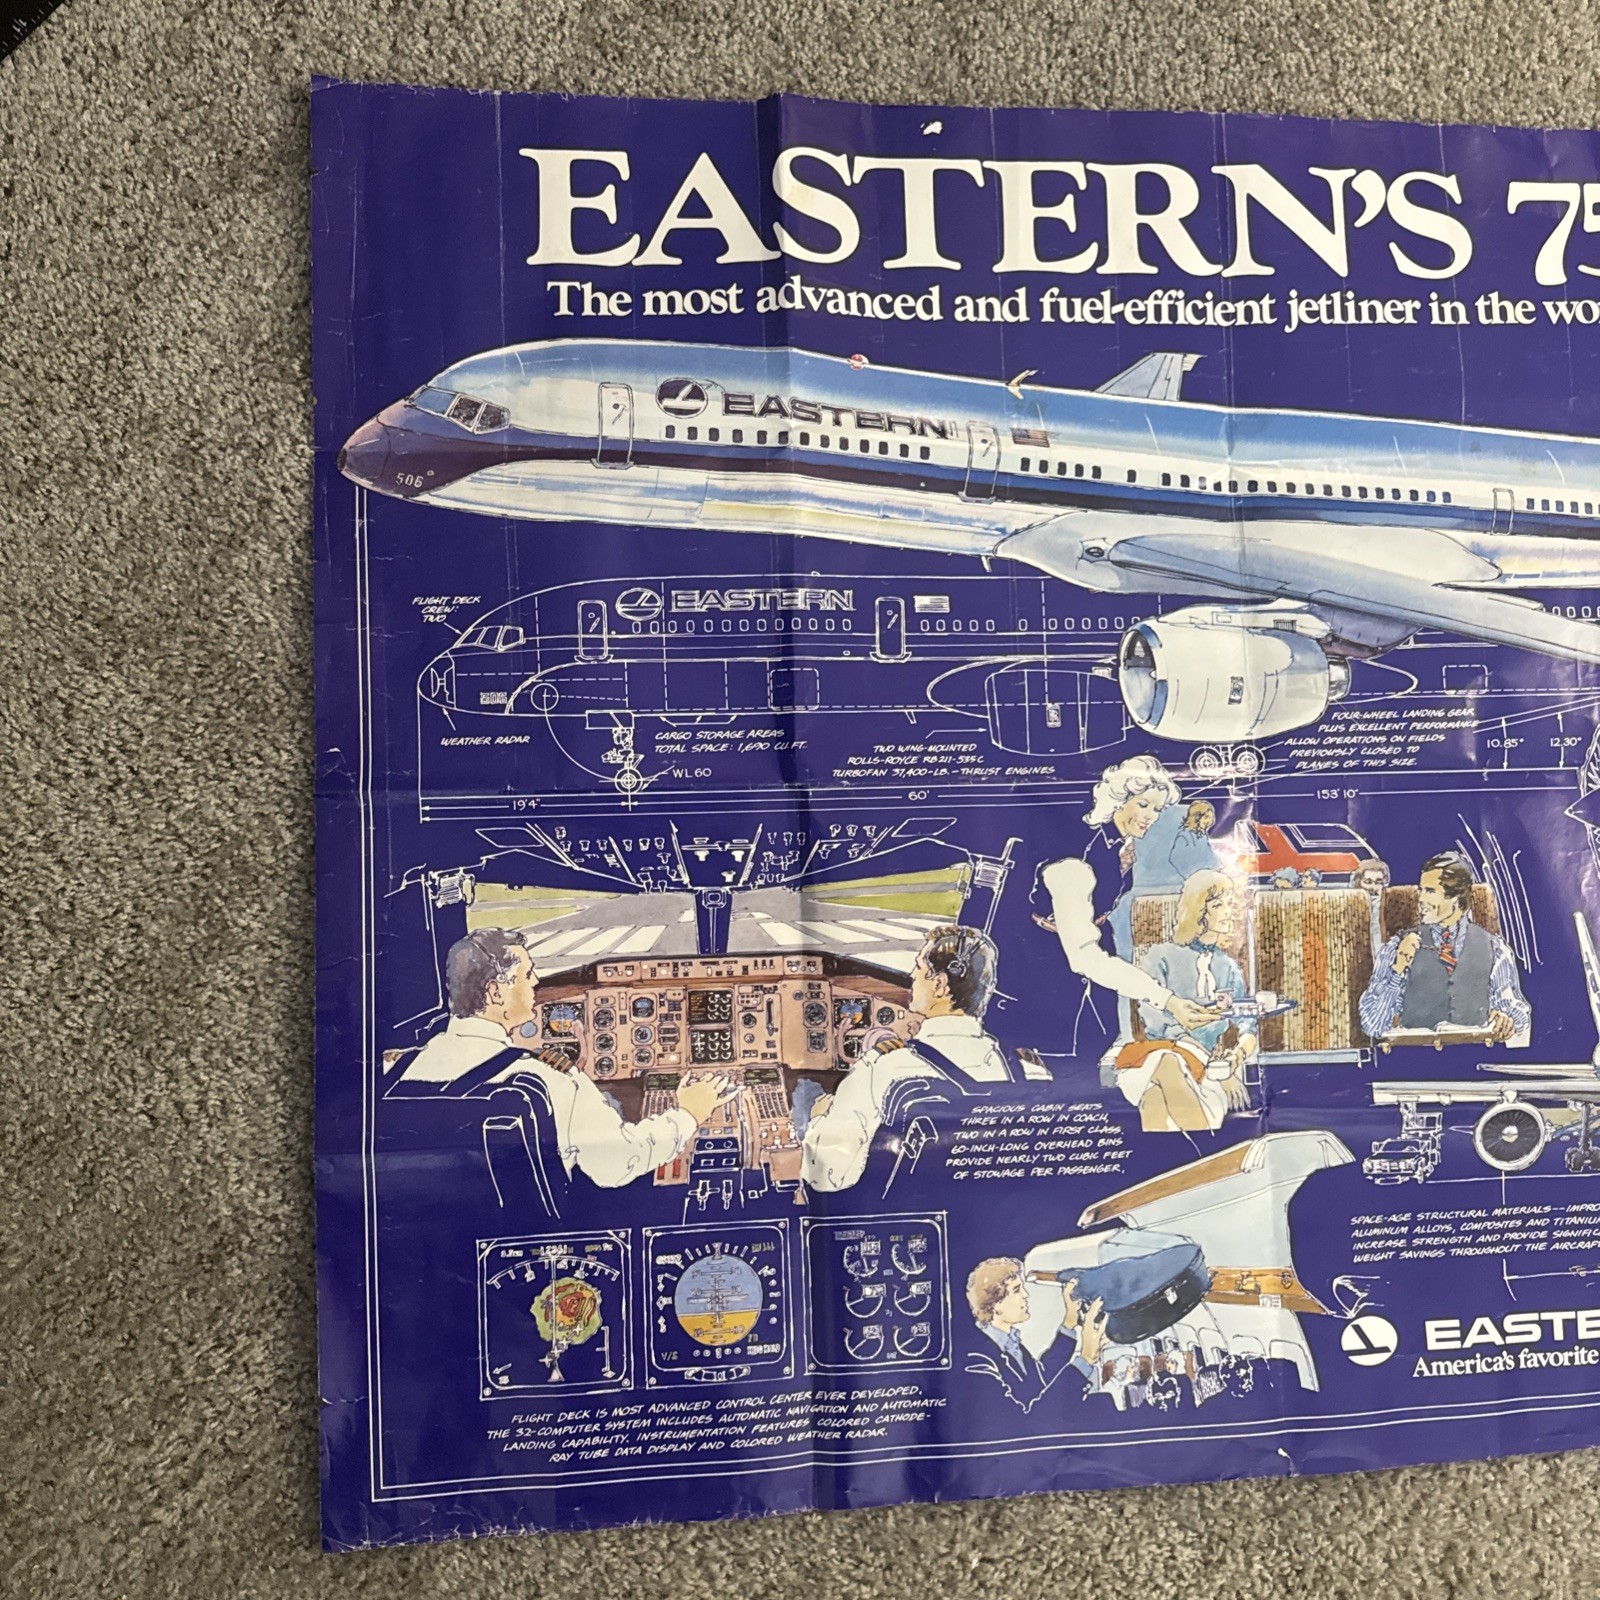 EASTERN'S 75
The most advanced and fuel-efficient jetliner in the wo
EASTERN
506
FLIGHT DECK
CREW:
TWO
EASTERN
506
WEATHER RADAR
CARGO STORAGE AREAS
TOTAL SPACE: 1,690 CU. FT.
WL 60
TWO WING-MOUNTED
ROLLS-ROYCE RB 211-535C
TURBOFAN 37,400-LB.-THRUST ENGINES
FOUR-WHEEL LANDING GEAR
PLUS EXCELLENT PERFORMANCE
ALLOW OPERATIONS ON FIELDS
PREVIOUSLY CLOSED TO
PLANES OF THIS SIZE.
10.85°
12.30°
19'4"
60'
153' 10"
SPACIOUS CABIN SEATS
THREE IN A ROW IN COACH,
TWO IN A ROW IN FIRST CLASS.
60-INCH-LONG OVERHEAD BINS
PROVIDE NEARLY TWO CUBIC FEET
OF STOWAGE PER PASSENGER.
SPACE-AGE STRUCTURAL MATERIALS--IMPRO
ALUMINUM ALLOYS, COMPOSITES AND TITANIU
INCREASE STRENGTH AND PROVIDE SIGNIFIC
WEIGHT SAVINGS THROUGHOUT THE AIRCRAFT
EASTE
America's favorite
FLIGHT DECK IS MOST ADVANCED CONTROL CENTER EVER DEVELOPED.
THE 32-COMPUTER SYSTEM INCLUDES AUTOMATIC NAVIGATION AND AUTOMATIC
LANDING CAPABILITY. INSTRUMENTATION FEATURES COLORED CATHODE-
RAY TUBE DATA DISPLAY AND COLORED WEATHER RADAR.